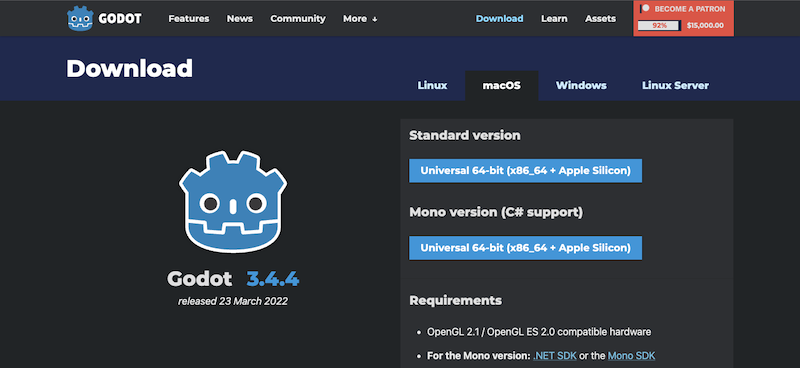 GODOT
Features News Community More ↓ Download Learn Assets
BECOME A PATRON
92% $15,000.00
Download
Linux macOS Windows Linux Server
Standard version
Universal 64-bit (x86_64 + Apple Silicon)
Mono version (C# support)
Universal 64-bit (x86_64 + Apple Silicon)
Godot 3.4.4
released 23 March 2022
Requirements
• OpenGL 2.1 / OpenGL ES 2.0 compatible hardware
• For the Mono version: .NET SDK or the Mono SDK